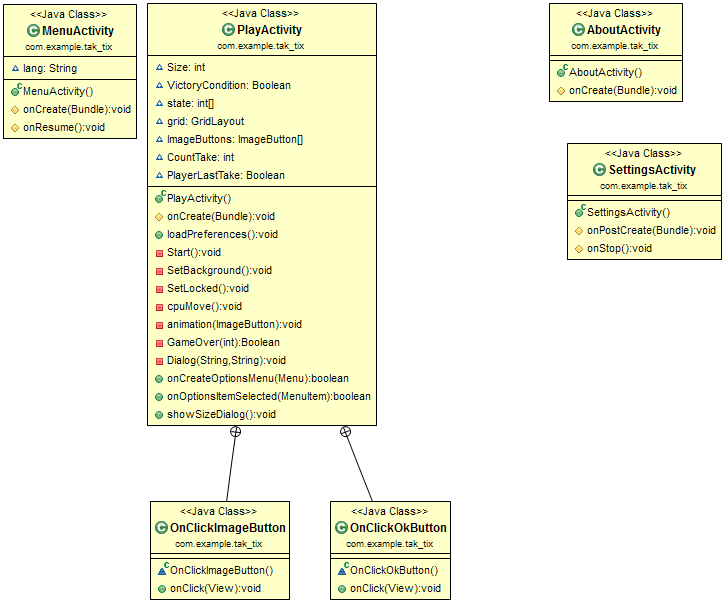 <<Java Class>>
MenuActivity
com.example.tak_tix
lang: String
MenuActivity()
onCreate(Bundle):void
onResume():void
<<Java Class>>
PlayActivity
com.example.tak_tix
Size: int
VictoryCondition: Boolean
state: int[]
grid: GridLayout
ImageButtons: ImageButton[]
CountTake: int
PlayerLastTake: Boolean
PlayActivity()
onCreate(Bundle):void
loadPreferences():void
Start():void
SetBackground():void
SetLocked():void
cpuMove():void
animation(ImageButton):void
GameOver(int):Boolean
Dialog(String,String):void
onCreateOptionsMenu(Menu):boolean
onOptionsItemSelected(MenuItem):boolean
showSizeDialog():void
<<Java Class>>
AboutActivity
com.example.tak_tix
AboutActivity()
onCreate(Bundle):void
<<Java Class>>
SettingsActivity
com.example.tak_tix
SettingsActivity()
onPostCreate(Bundle):void
onStop():void
<<Java Class>>
OnClickImageButton
com.example.tak_tix
OnClickImageButton()
onClick(View):void
<<Java Class>>
OnClickOkButton
com.example.tak_tix
OnClickOkButton()
onClick(View):void